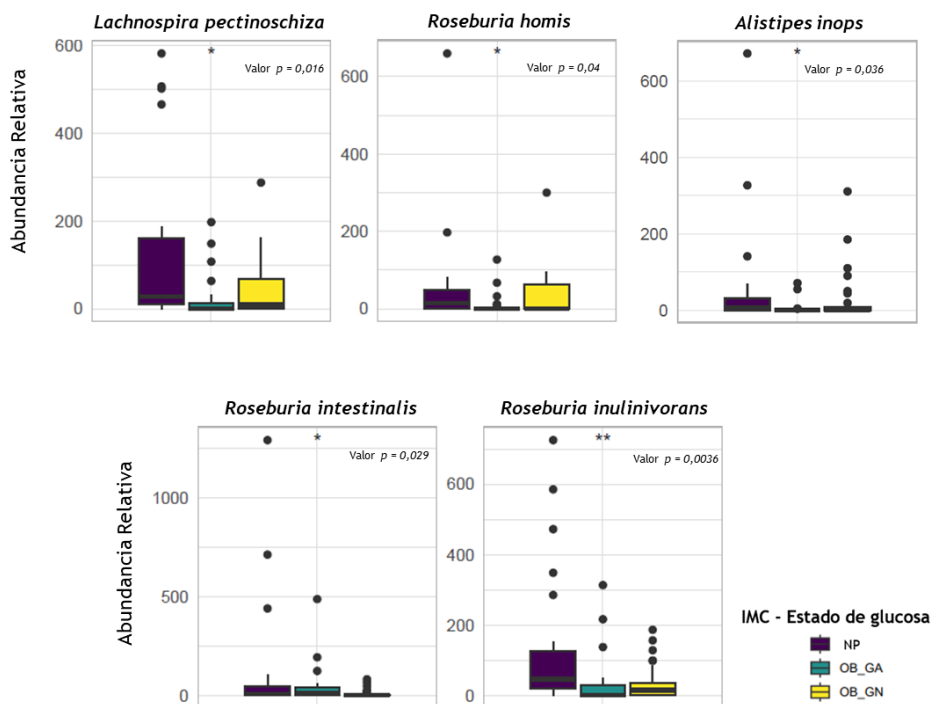 Lachnospira pectinoschiza
Roseburia homis
Alistipes inops
Abundancia Relativa
600
400
200
0
*
Valor p = 0,016
600
400
200
0
*
Valor p = 0,04
600
400
200
0
*
Valor p = 0,036
Roseburia intestinalis
Roseburia inulinivorans
Abundancia Relativa
1000
500
0
*
Valor p = 0,029
600
400
200
0
**
Valor p = 0,0036
IMC - Estado de glucosa
NP
OB_GA
OB_GN